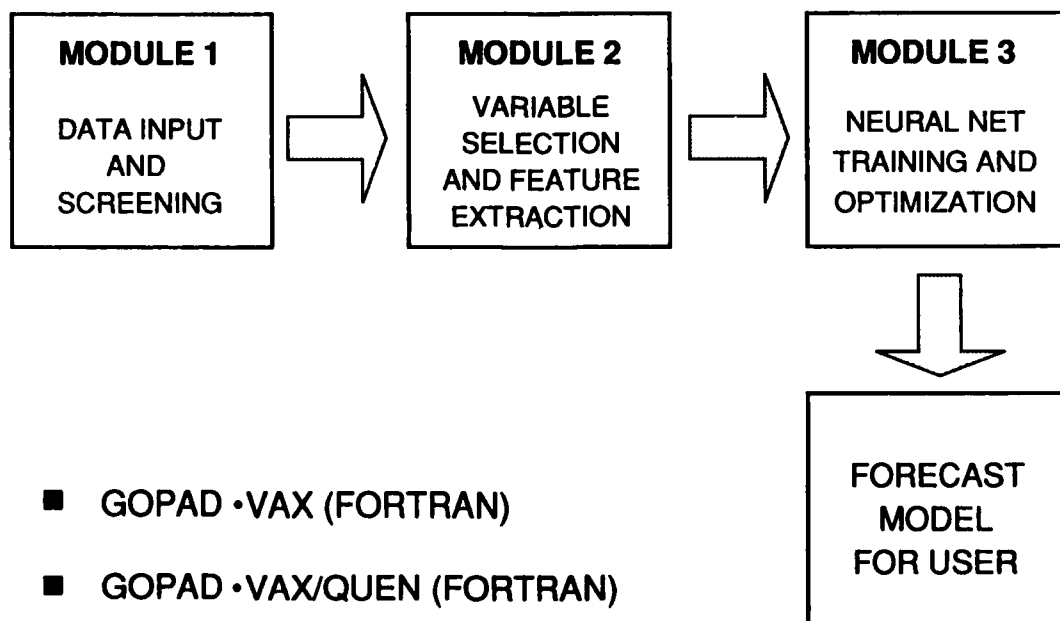 MODULE 1
DATA INPUT
AND
SCREENING
MODULE 2
VARIABLE
SELECTION
AND FEATURE
EXTRACTION
MODULE 3
NEURAL NET
TRAINING AND
OPTIMIZATION
FORECAST
MODEL
FOR USER
■ GOPAD •VAX (FORTRAN)
■ GOPAD •VAX/QUEN (FORTRAN)